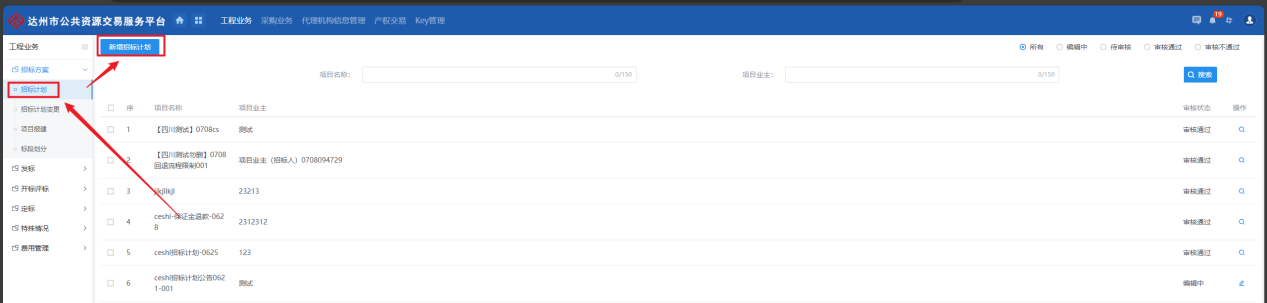 达州市公共资源交易服务平台 工程业务 采购业务 代理机构信息管理 产权交易 Key管理 19
工程业务
招标方案
招标计划
招标计划变更
项目报建
标段划分
发标
开标评标
定标
特殊情况
费用管理
新增招标计划 所有 编辑中 待审核 审核通过 审核不通过
项目名称: 0/150 项目业主: 0/150 搜索
序 项目名称 项目业主 审核状态 操作
1 【四川测试】0708cs 测试 审核通过
【四川测试勿删】0708
2 项目业主（招标人）0708094729 审核通过
回退流程限制001
3 jlkjllkjl 23213 审核通过
ceshi-保证金退款-062
4 2312312 审核通过
8
5 ceshi招标计划-0625 123 审核通过
ceshi招标计划公告062
6 测试 编辑中
1-001